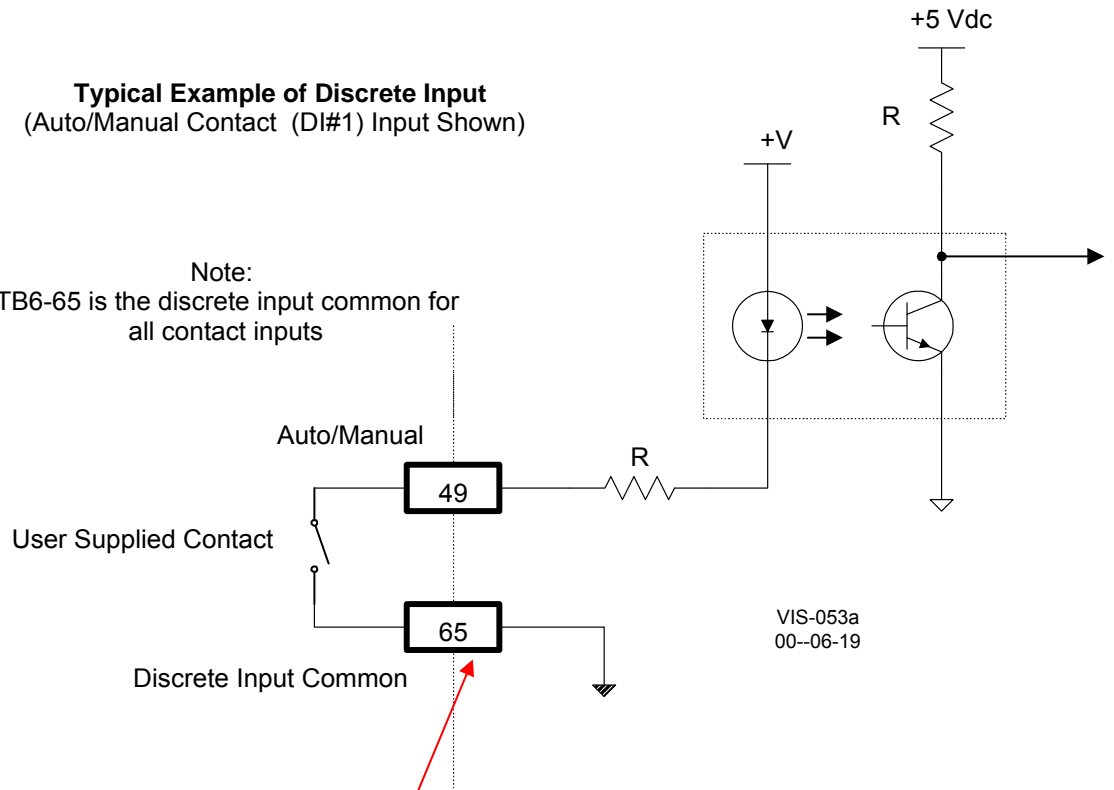 +5 Vdc
Typical Example of Discrete Input
(Auto/Manual Contact (DI#1) Input Shown)
R
+V
Note:
TB6-65 is the discrete input common for
all contact inputs
Auto/Manual
R
49
User Supplied Contact
65
VIS-053a
00--06-19
Discrete Input Common